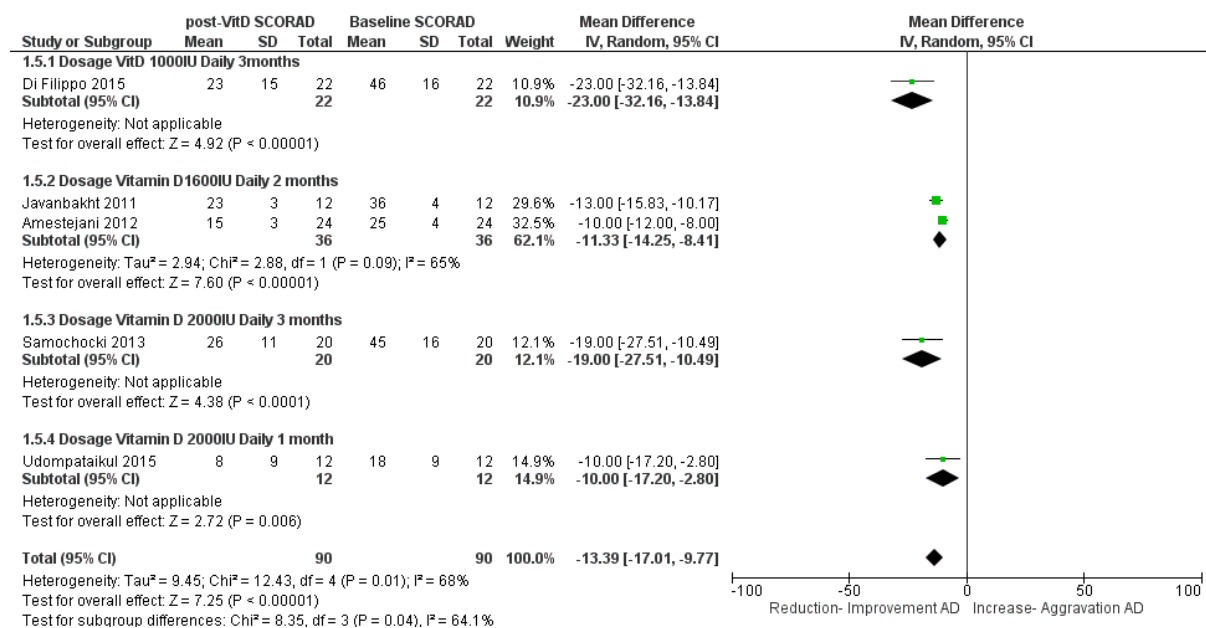 post-VitD SCORAD Baseline SCORAD Mean Difference Mean Difference
Study or Subgroup Mean SD Total Mean SD Total Weight IV, Random, 95% CI IV, Random, 95% CI
1.5.1 Dosage VitD 1000IU Daily 3months
Di Filippo 2015 23 15 22 46 16 22 10.9% -23.00 [-32.16, -13.84]
Subtotal (95% CI) 22 22 10.9% -23.00 [-32.16, -13.84]
Heterogeneity: Not applicable
Test for overall effect: Z = 4.92 (P < 0.00001)
1.5.2 Dosage Vitamin D1600IU Daily 2 months
Javanbakht 2011 23 3 12 36 4 12 29.6% -13.00 [-15.83, -10.17]
Amestejani 2012 15 3 24 25 4 24 32.5% -10.00 [-12.00, -8.00]
Subtotal (95% CI) 36 36 62.1% -11.33 [-14.25, -8.41]
Heterogeneity: Tau² = 2.94; Chi² = 2.88, df = 1 (P = 0.09); I² = 65%
Test for overall effect: Z = 7.60 (P < 0.00001)
1.5.3 Dosage Vitamin D 2000IU Daily 3 months
Samochocki 2013 26 11 20 45 16 20 12.1% -19.00 [-27.51, -10.49]
Subtotal (95% CI) 20 20 12.1% -19.00 [-27.51, -10.49]
Heterogeneity: Not applicable
Test for overall effect: Z = 4.38 (P < 0.0001)
1.5.4 Dosage Vitamin D 2000IU Daily 1 month
Udompataikul 2015 8 9 12 18 9 12 14.9% -10.00 [-17.20, -2.80]
Subtotal (95% CI) 12 12 14.9% -10.00 [-17.20, -2.80]
Heterogeneity: Not applicable
Test for overall effect: Z = 2.72 (P = 0.006)
Total (95% CI) 90 90 100.0% -13.39 [-17.01, -9.77]
Heterogeneity: Tau² = 9.45; Chi² = 12.43, df = 4 (P = 0.01); I² = 68%
Test for overall effect: Z = 7.25 (P < 0.00001)
Test for subgroup differences: Chi² = 8.35, df = 3 (P = 0.04), I² = 64.1%
-100 -50 0 50 100
Reduction- Improvement AD Increase- Aggravation AD